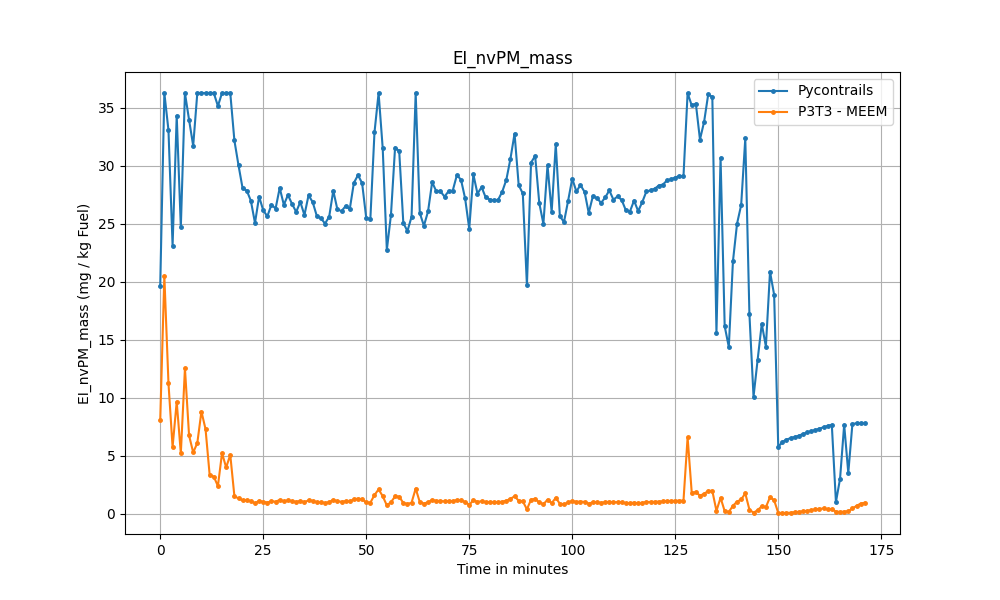 EI_nvPM_mass
Pycontrails
P3T3 - MEEM
EI_nvPM_mass (mg / kg Fuel)
35
30
25
20
15
10
5
0
0 25 50 75 100 125 150 175
Time in minutes